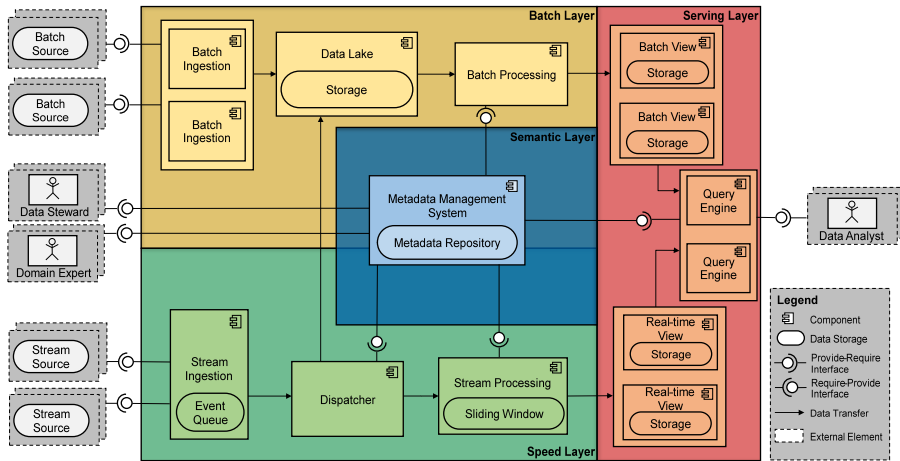 Batch Layer
Serving Layer
Batch
Source
Batch
Ingestion
Data Lake
Storage
Batch Processing
Batch View
Storage
Batch
Source
Batch
Ingestion
Batch View
Storage
Semantic Layer
Data Steward
Metadata Management
System
Metadata Repository
Query
Engine
Data Analyst
Domain Expert
Query
Engine
Stream
Source
Stream
Ingestion
Event
Queue
Dispatcher
Stream Processing
Sliding Window
Real-time
View
Storage
Stream
Source
Real-time
View
Storage
Speed Layer
Legend
Component
Data Storage
Provide-Require
Interface
Require-Provide
Interface
Data Transfer
External Element